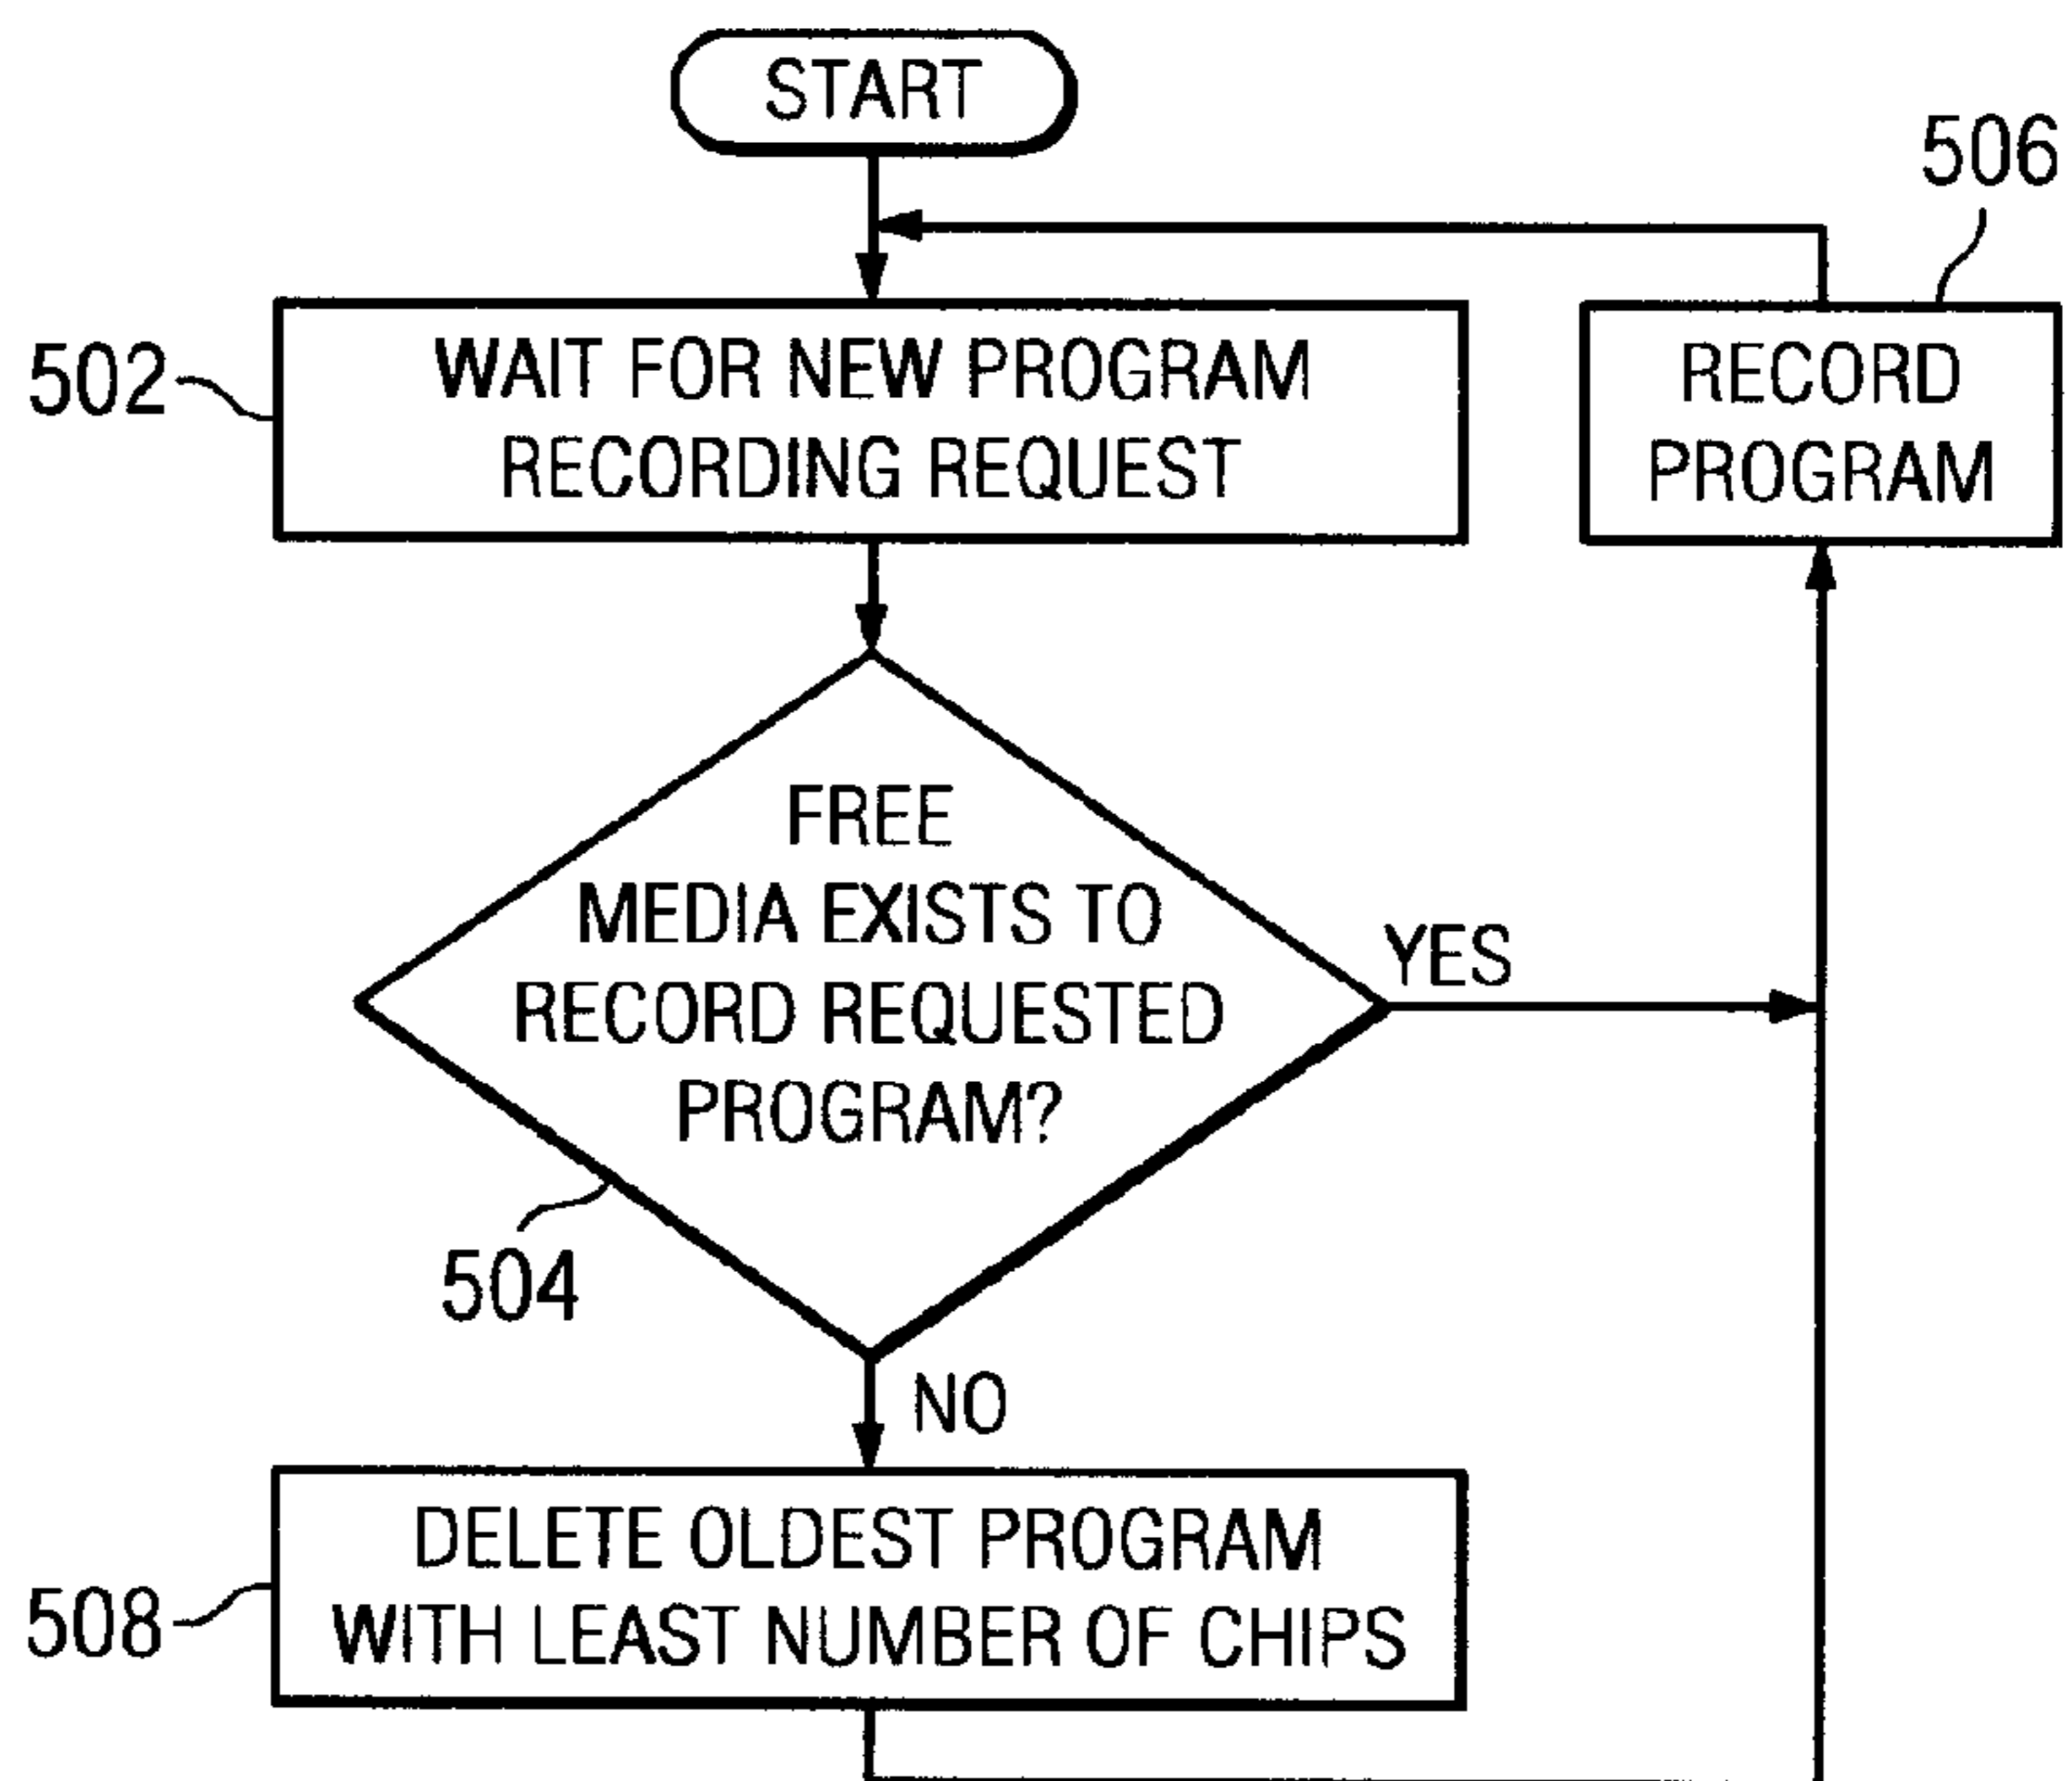 START
506
502
WAIT FOR NEW PROGRAM
RECORDING REQUEST
RECORD
PROGRAM
FREE
MEDIA EXISTS TO
RECORD REQUESTED
PROGRAM?
YES
504
NO
508
DELETE OLDEST PROGRAM
WITH LEAST NUMBER OF CHIPS